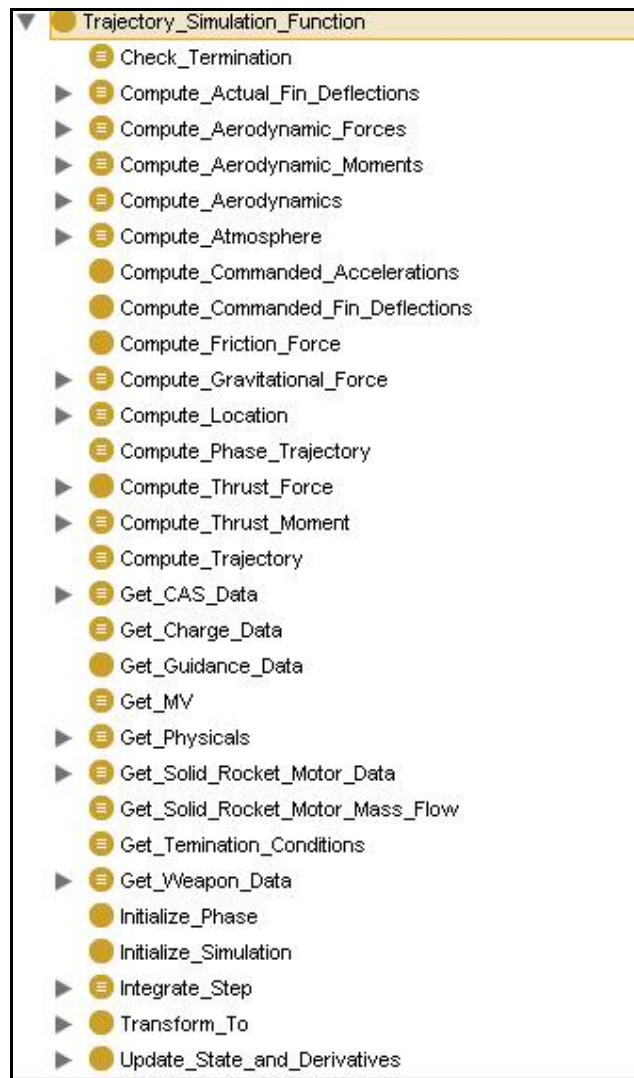 Trajectory_Simulation_Function
Check_Termination
Compute_Actual_Fin_Deflections
Compute_Aerodynamic_Forces
Compute_Aerodynamic_Moments
Compute_Aerodynamics
Compute_Atmosphere
Compute_Commanded_Accelerations
Compute_Commanded_Fin_Deflections
Compute_Friction_Force
Compute_Gravitational_Force
Compute_Location
Compute_Phase_Trajectory
Compute_Thrust_Force
Compute_Thrust_Moment
Compute_Trajectory
Get_CAS_Data
Get_Charge_Data
Get_Guidance_Data
Get_MV
Get_Physicals
Get_Solid_Rocket_Motor_Data
Get_Solid_Rocket_Motor_Mass_Flow
Get_Temination_Conditions
Get_Weapon_Data
Initialize_Phase
Initialize_Simulation
Integrate_Step
Transform_To
Update_State_and_Derivatives